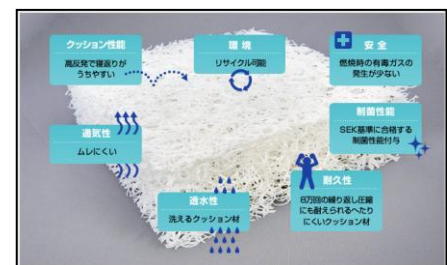 クッション性能
高反発で寝返りが
うちやすい
環 境
リサイクル可能
安 全
燃焼時の有毒ガスの
発生が少ない
通気性
ムレにくい
制菌性能
SEK基準に合格する
制菌性能付与
透水性
洗えるクッション材
耐久性
8万回の繰り返し圧縮
にも耐えられるへたり
にくいクッション材